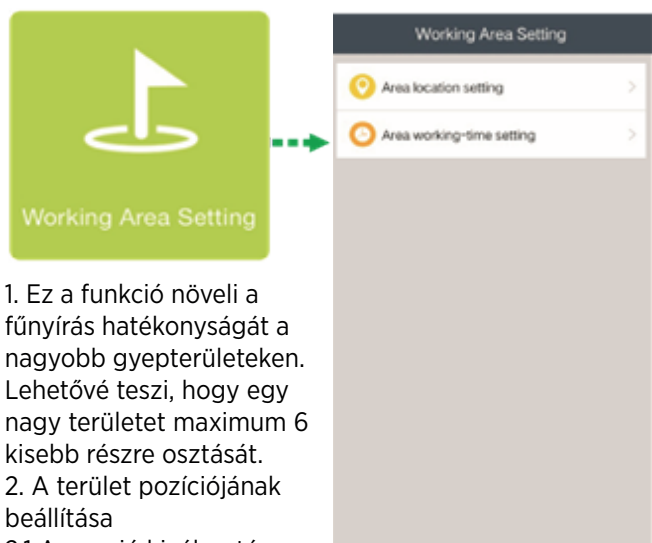 Working Area Setting
Working Area Setting
Area location setting
Area working-time setting
1. Ez a funkció növeli a
fűnyírás hatékonyságát a
nagyobb gyepterületeken.
Lehetővé teszi, hogy egy
nagy területet maximum 6
kisebb részre osztását.
2. A terület pozíciójának
beállítása